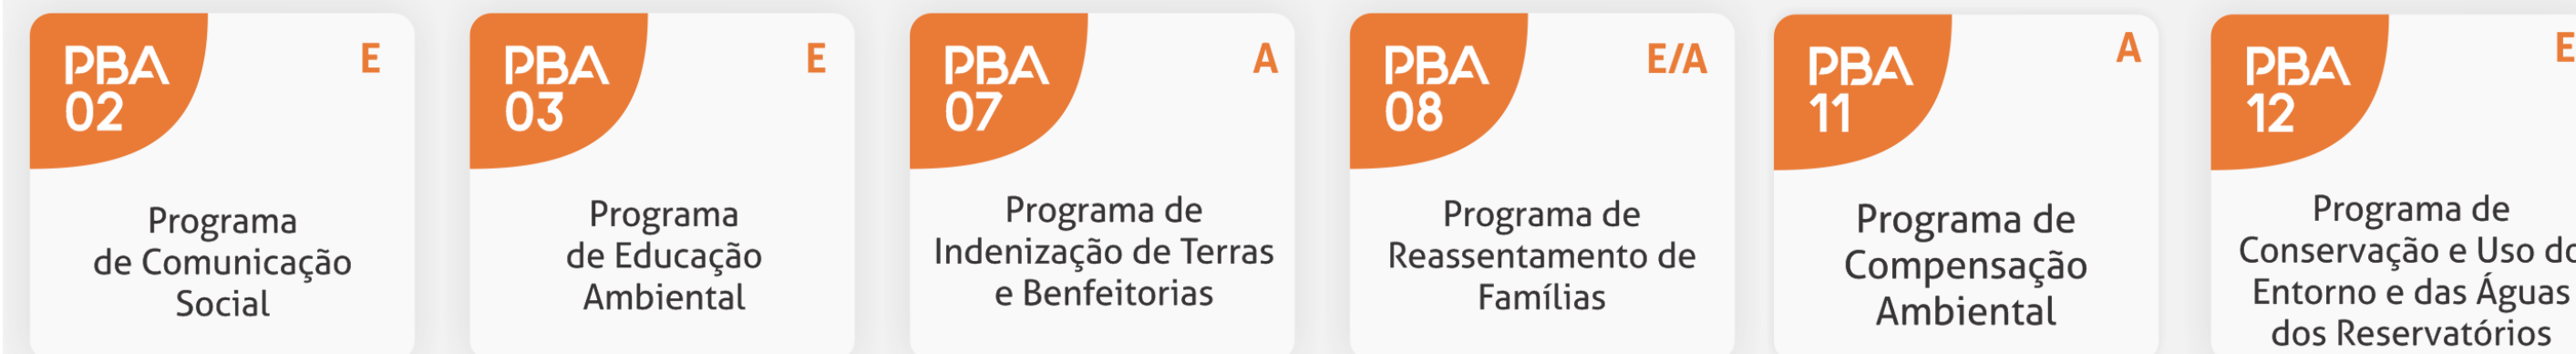 PBA
02
E
Programa
de Comunicação
Social
PBA
03
E
Programa
de Educação
Ambiental
PBA
07
A
Programa de
Indenização de Terras
e Benfeitorias
PBA
08
E/A
Programa de
Reassentamento de
Famílias
PBA
11
A
Programa de
Compensação
Ambiental
PBA
12
E
Programa de
Conservação e Uso do
Entorno e das Águas
dos Reservatórios